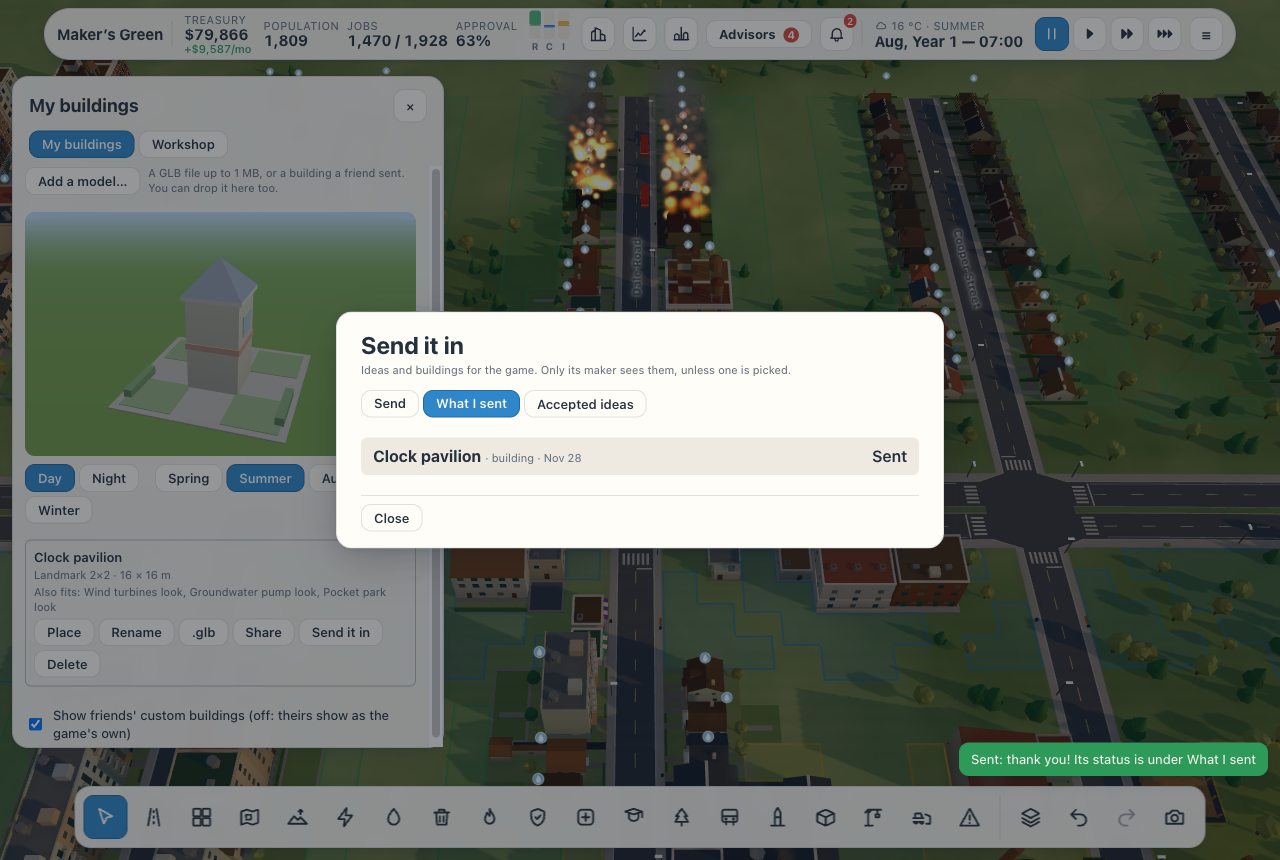 Maker's Green
TREASURY
$79,866
+$9,587/mo
POPULATION
1,809
JOBS
1,470 / 1,928
APPROVAL
63%
R C I
Advisors 4
2
16 °C · SUMMER
Aug, Year 1 — 07:00
My buildings
×
My buildings
Workshop
Add a model...
A GLB file up to 1 MB, or a building a friend sent.
You can drop it here too.
Dale Road
Cooper Street
Day
Night
Spring
Summer
Au
Winter
Clock pavilion
Landmark 2×2 · 16 × 16 m
Also fits: Wind turbines look, Groundwater pump look, Pocket park
look
Place
Rename
.glb
Share
Send it in
Delete
Show friends' custom buildings (off: theirs show as the
game's own)
Send it in
Ideas and buildings for the game. Only its maker sees them, unless one is picked.
Send
What I sent
Accepted ideas
Clock pavilion · building · Nov 28
Sent
Close
Sent: thank you! Its status is under What I sent